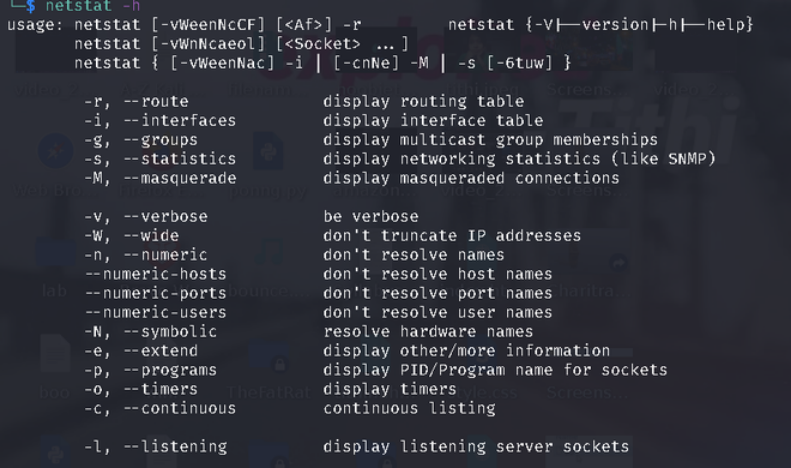 └─$ netstat -h
usage: netstat [-vWeenNcCF] [<Af>] -r         netstat {-V|--version|-h|--help}
       netstat [-vWnNcaeol] [<Socket> ...]
       netstat { [-vWeenNac] -i | [-cnNe] -M | -s [-6tuw] }
        -r, --route              display routing table
        -i, --interfaces         display interface table
        -g, --groups             display multicast group memberships
        -s, --statistics         display networking statistics (like SNMP)
        -M, --masquerade         display masqueraded connections
        -v, --verbose            be verbose
        -W, --wide               don't truncate IP addresses
        -n, --numeric            don't resolve names
        --numeric-hosts          don't resolve host names
        --numeric-ports          don't resolve port names
        --numeric-users          don't resolve user names
        -N, --symbolic           resolve hardware names
        -e, --extend             display other/more information
        -p, --programs           display PID/Program name for sockets
        -o, --timers             display timers
        -c, --continuous         continuous listing
        -l, --listening          display listening server sockets